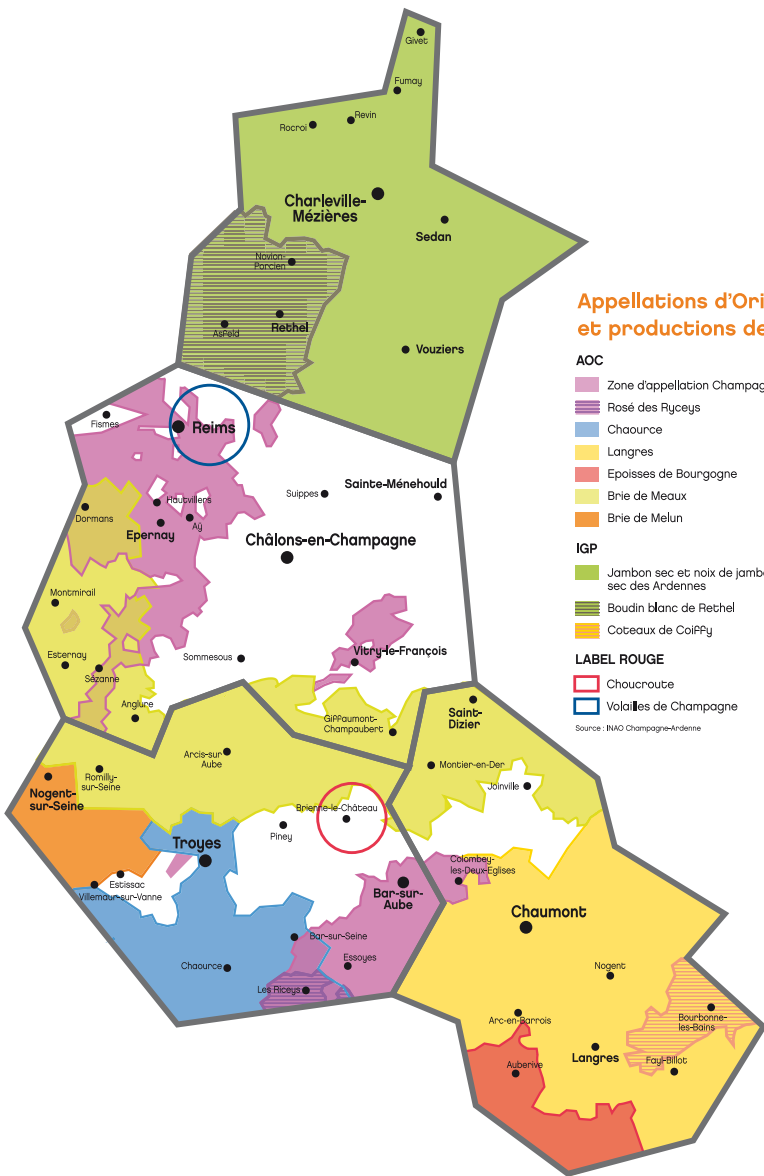 Givet
Fumay
Revin
Rocroi
Charleville-
Mézières
Sedan
Novion-
Porcien
Rethel
Asfeld
Vouziers
Appellations d'Ori
et productions de
AOC
Zone d'appellation Champag
Rosé des Ryceys
Chaource
Langres
Epoisses de Bourgogne
Brie de Meaux
Brie de Melun
IGP
Jambon sec et noix de jambo
sec des Ardennes
Boudin blanc de Rethel
Coteaux de Coiffy
LABEL ROUGE
Choucroute
Volailles de Champagne
Source : INAO Champagne-Ardenne
Fismes
Reims
Suippes
Sainte-Ménehould
Hautvillers
Dormans
Aÿ
Epernay
Châlons-en-Champagne
Montmirail
Esternay
Sézanne
Sommesous
Vitry-le-François
Anglure
Giffaumont-
Champaubert
Saint-
Dizier
Arcis-sur
Aube
Montier-en-Der
Romilly-
sur-Seine
Nogent-
sur-Seine
Joinville
Brienne-le-Château
Piney
Troyes
Estissac
Villemaur-sur-Vanne
Colombey-
les-Deux-Eglises
Bar-sur-
Aube
Chaumont
Bar-sur-Seine
Essoyes
Chaource
Les Riceys
Nogent
Arc-en-Barrois
Bourbonne-
les-Bains
Langres
Fayl-Billot
Auberive